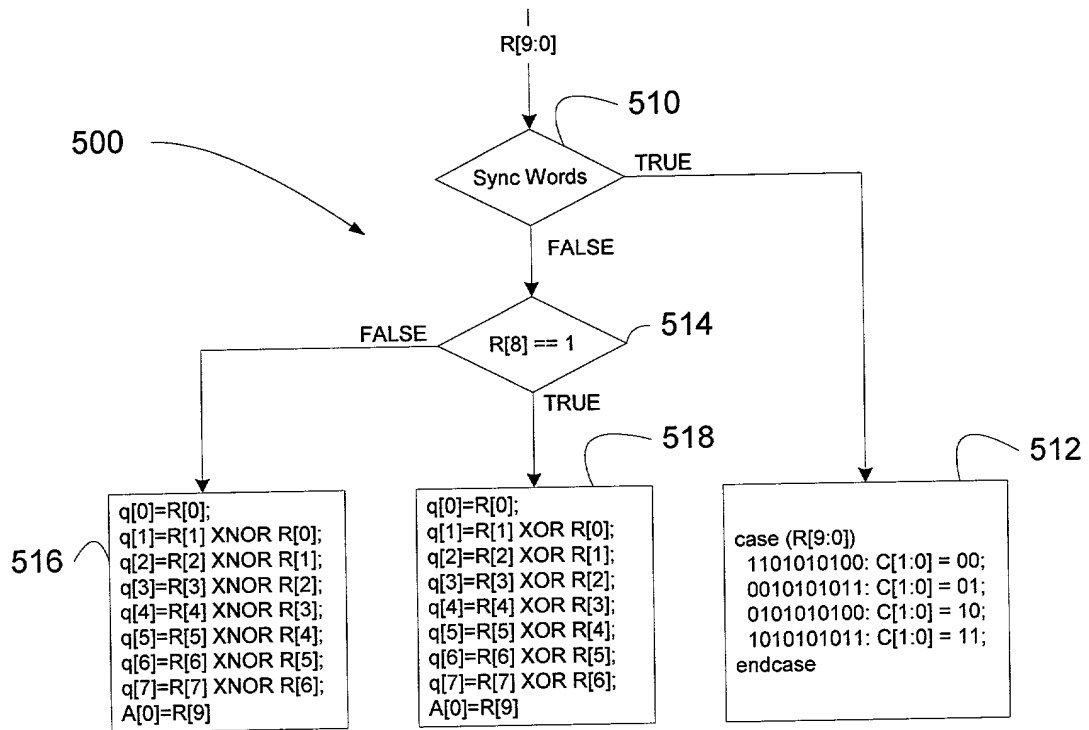 R[9:0]
510
500
TRUE
Sync Words
FALSE
FALSE
514
R[8] == 1
TRUE
518
512
516
q[0]=R[0];
q[1]=R[1] XNOR R[0];
q[2]=R[2] XNOR R[1];
q[3]=R[3] XNOR R[2];
q[4]=R[4] XNOR R[3];
q[5]=R[5] XNOR R[4];
q[6]=R[6] XNOR R[5];
q[7]=R[7] XNOR R[6];
A[0]=R[9]
q[0]=R[0];
q[1]=R[1] XOR R[0];
q[2]=R[2] XOR R[1];
q[3]=R[3] XOR R[2];
q[4]=R[4] XOR R[3];
q[5]=R[5] XOR R[4];
q[6]=R[6] XOR R[5];
q[7]=R[7] XOR R[6];
A[0]=R[9]
case (R[9:0])
1101010100: C[1:0] = 00;
0010101011: C[1:0] = 01;
0101010100: C[1:0] = 10;
1010101011: C[1:0] = 11;
endcase